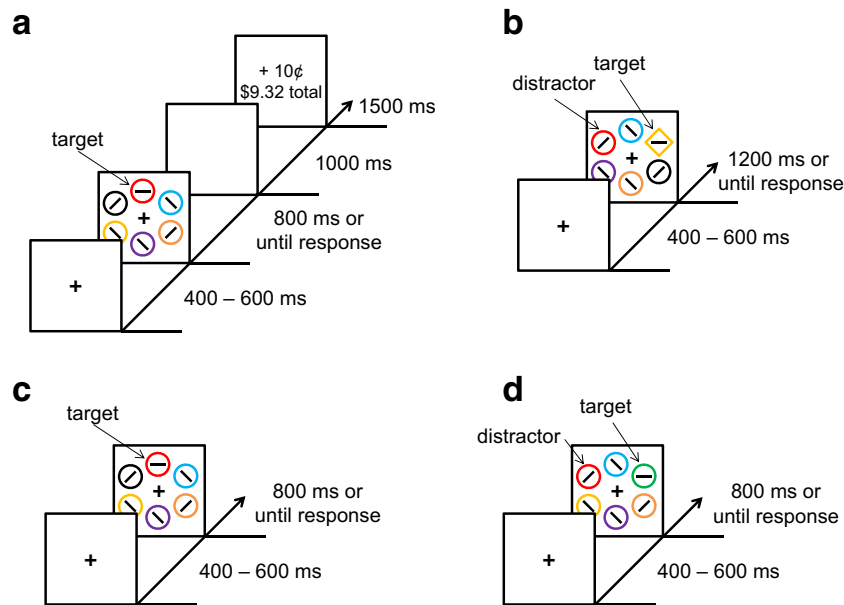 a
+ 10¢
$9.32 total
1500 ms
target
1000 ms
+
800 ms or
until response
+
400 – 600 ms
b
target
distractor
+
1200 ms or
until response
+
400 – 600 ms
c
target
+
800 ms or
until response
+
400 – 600 ms
d
target
distractor
+
800 ms or
until response
+
400 – 600 ms